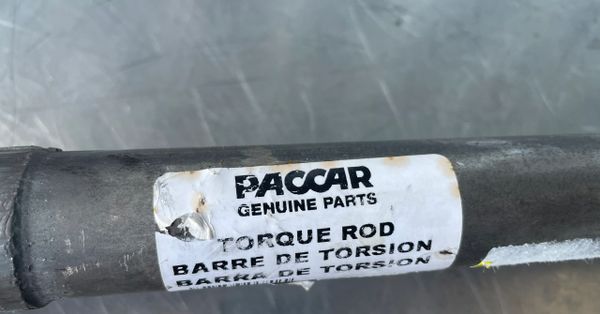 PACCAR
GENUINE PARTS
TORQUE ROD
BARRE DE TORSION
BARRA DE TORSION